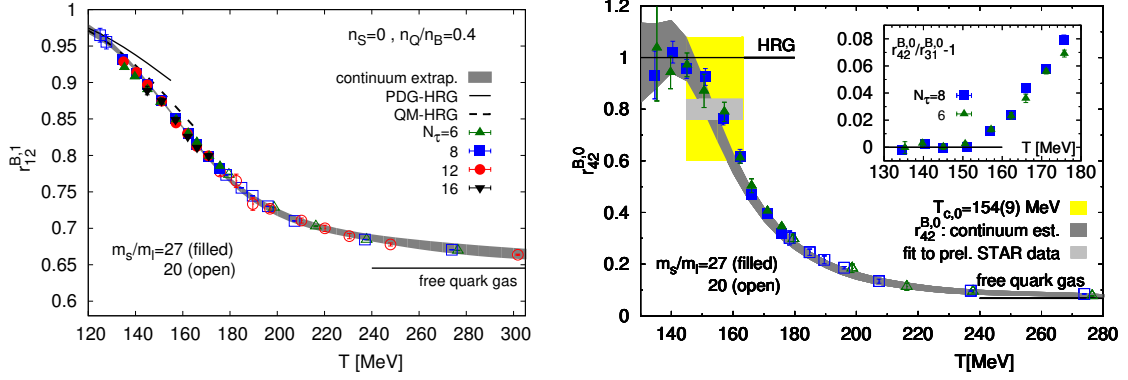 r₁₂^{B,1}
n_S=0 , n_Q/n_B=0.4
continuum extrap.
PDG-HRG
QM-HRG
N_τ=6
8
12
16
m_s/m_l=27 (filled)
20 (open)
free quark gas
0.95
0.9
0.85
0.8
0.75
0.7
0.65
0.6
120 140 160 180 200 220 240 260 280 300
T [MeV]
r₄₂^{B,0}
HRG
r₄₂^{B,0}/r₃₁^{B,0}-1
N_τ=8
6
0.08
0.06
0.04
0.02
0.00
130 140 150 160 170 180
T [MeV]
T_{c,0}=154(9) MeV
r₄₂^{B,0}: continuum est.
fit to prel. STAR data
m_s/m_l=27 (filled)
20 (open)
free quark gas
1.2
1
0.8
0.6
0.4
0.2
0
140 160 180 200 220 240 260 280
T[MeV]